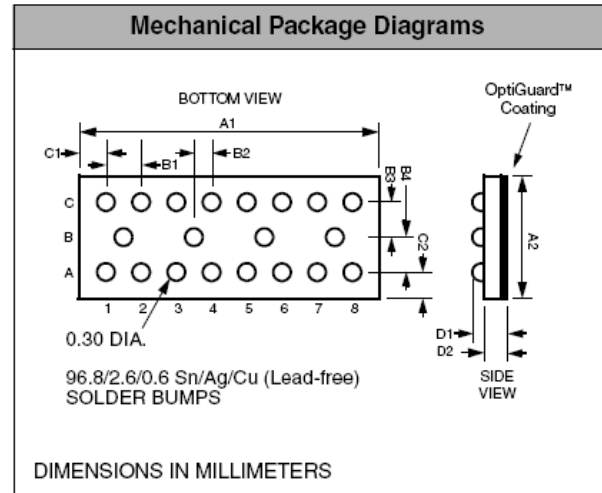 Mechanical Package Diagrams
BOTTOM VIEW
OptiGuard™
Coating
A1
C1
B1
B2
B3
B4
C
B
A
C2
A2
1 2 3 4 5 6 7 8
D1
D2
0.30 DIA.
SIDE
VIEW
96.8/2.6/0.6 Sn/Ag/Cu (Lead-free)
SOLDER BUMPS
DIMENSIONS IN MILLIMETERS